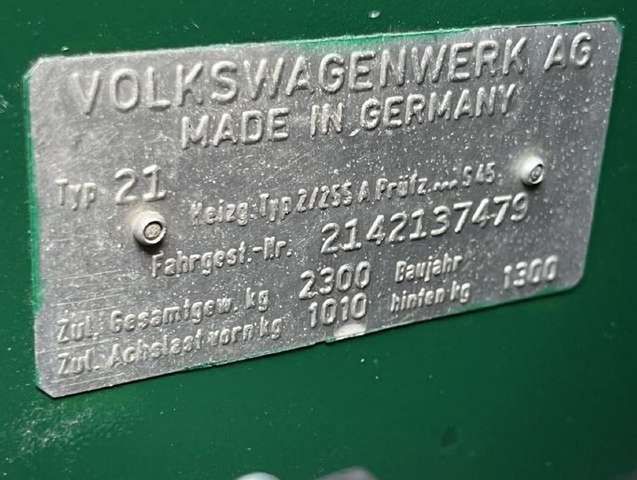 VOLKSWAGENWERK AG
MADE IN GERMANY
Typ 21 Heizg. Typ 2/255 A Prüfz.... S 45
Fahrgest.-Nr. 2142137479
Zul. Gesamtgew. kg 2300 Baujahr
Zul. Achslast vorn kg 1010 hinten kg 1300